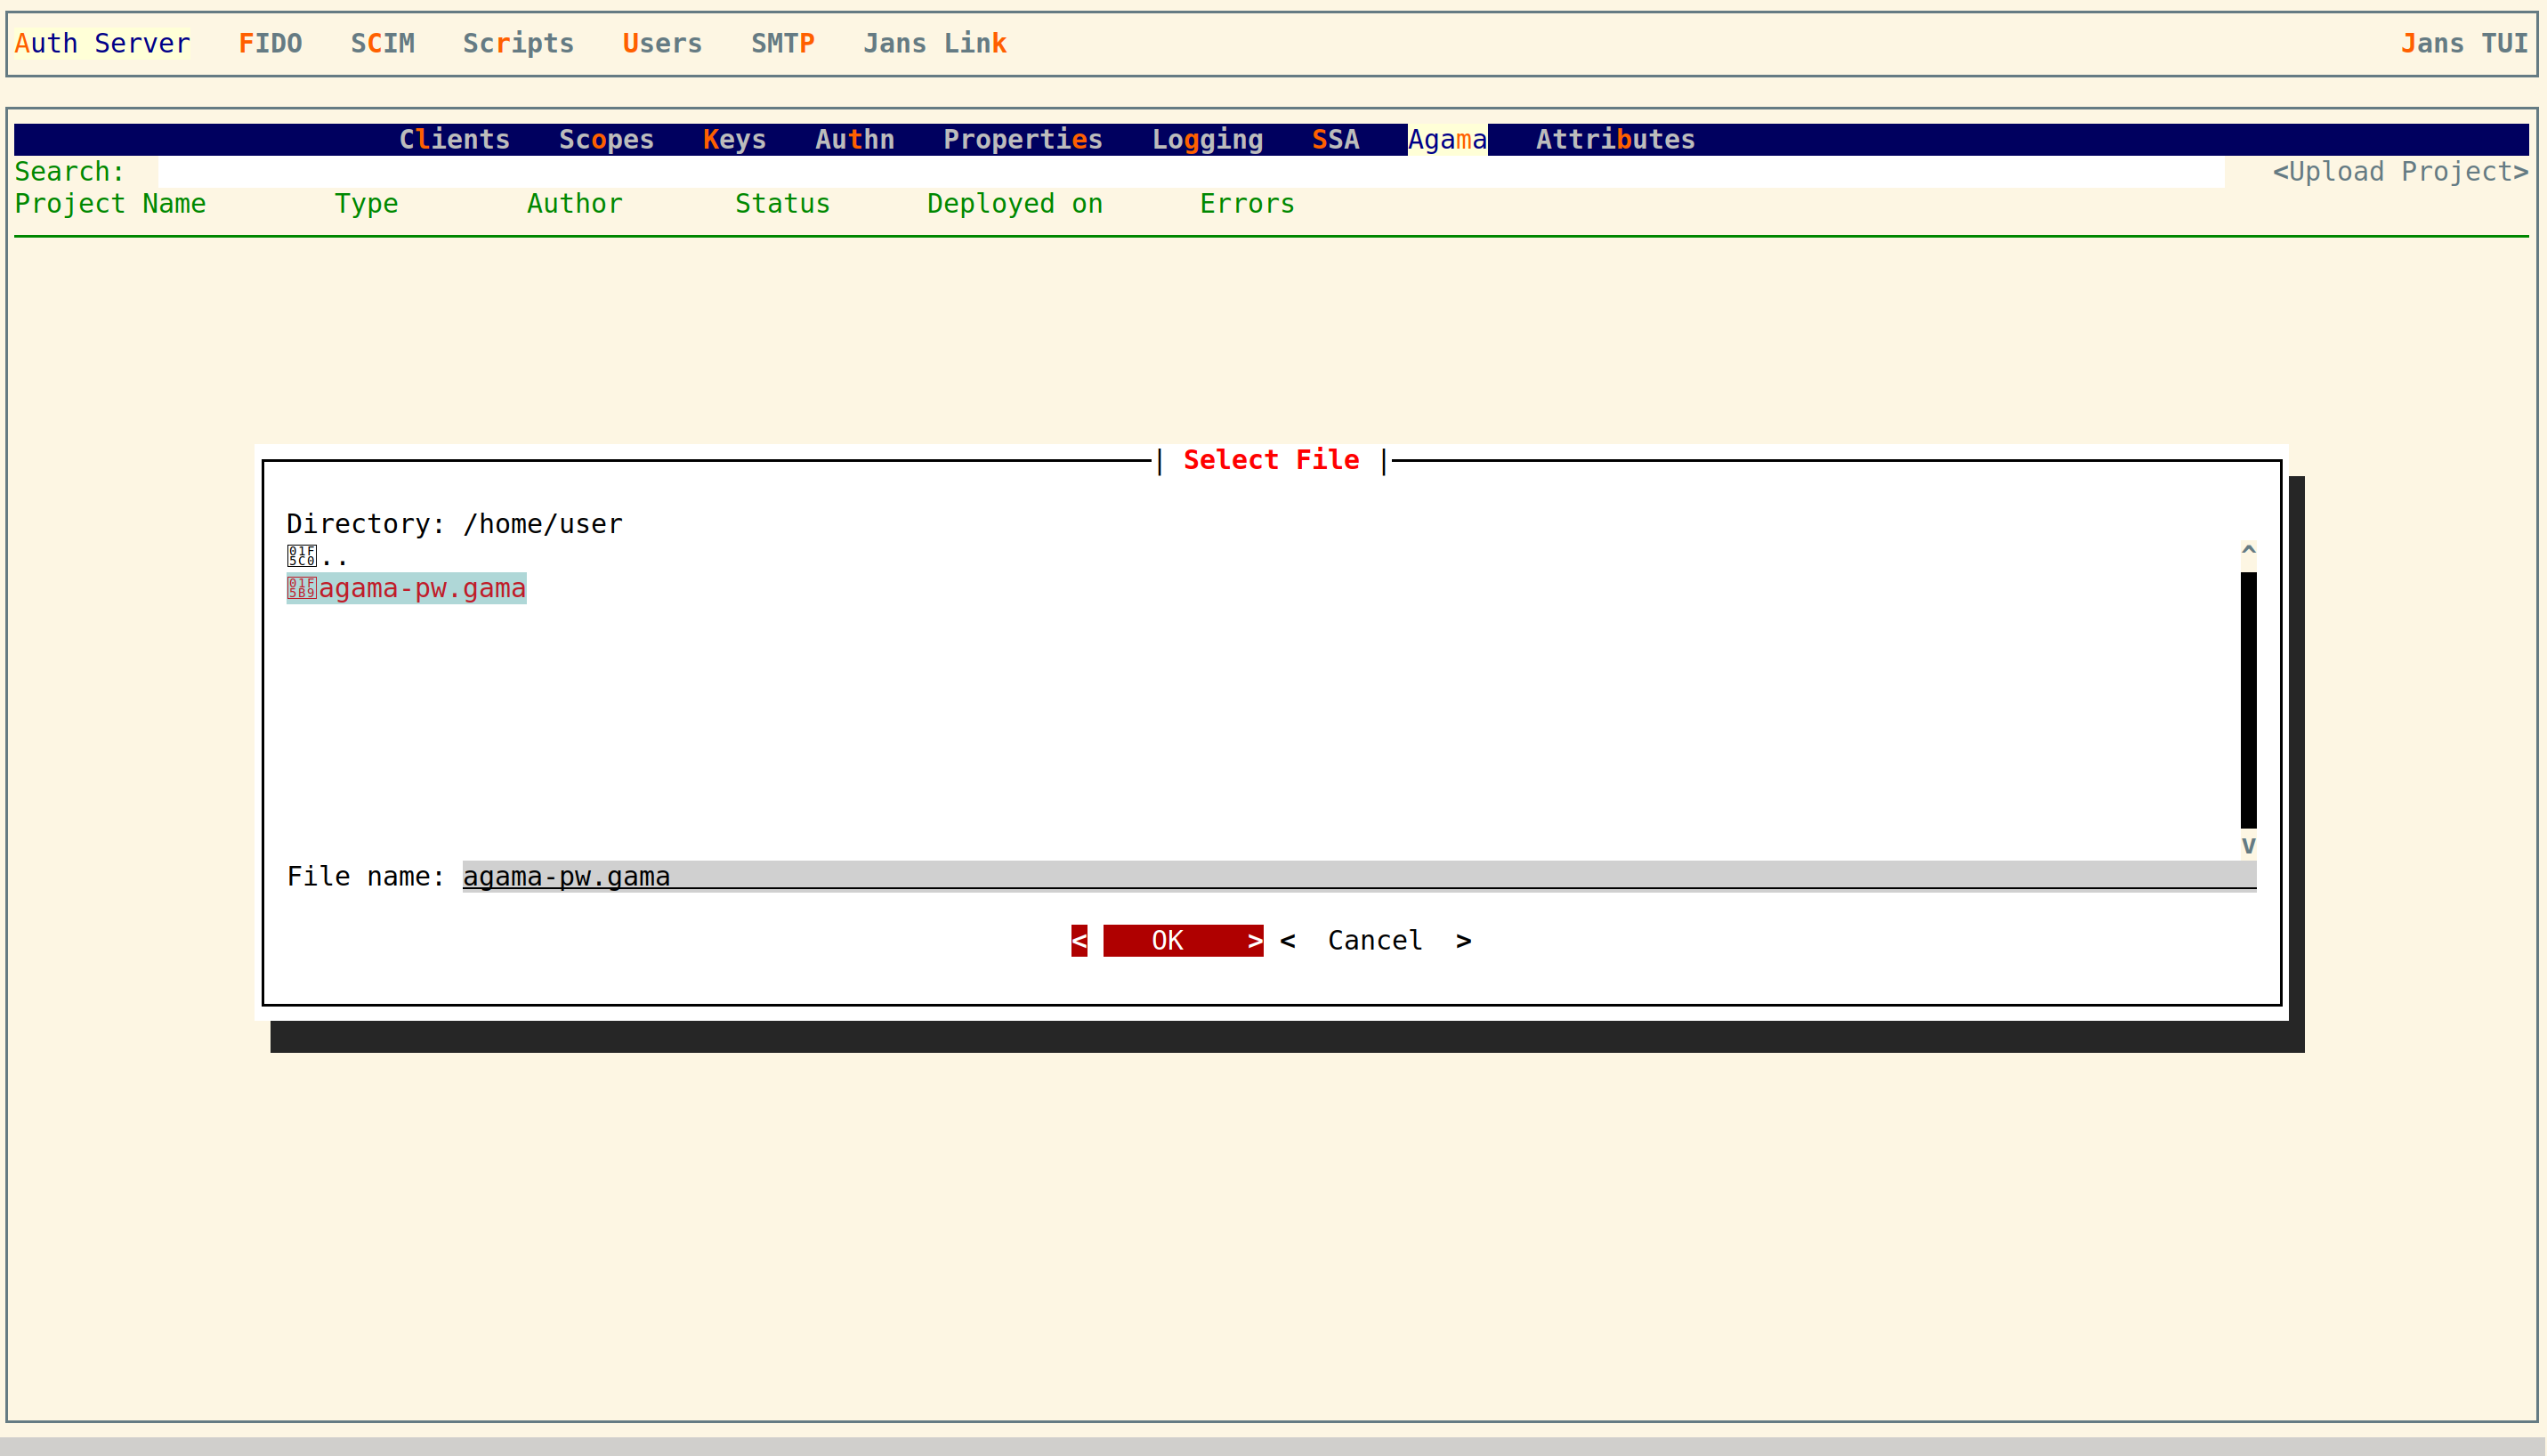 Auth Server FIDO SCIM Scripts Users SMTP Jans Link Jans TUI
Clients Scopes Keys Authn Properties Logging SSA Agama Attributes
Search: <Upload Project>
Project Name Type Author Status Deployed on Errors
| Select File |
Directory: /home/user
01F5C0..
^
01F5B9agama-pw.gama
v
File name: agama-pw.gama
< OK > < Cancel >